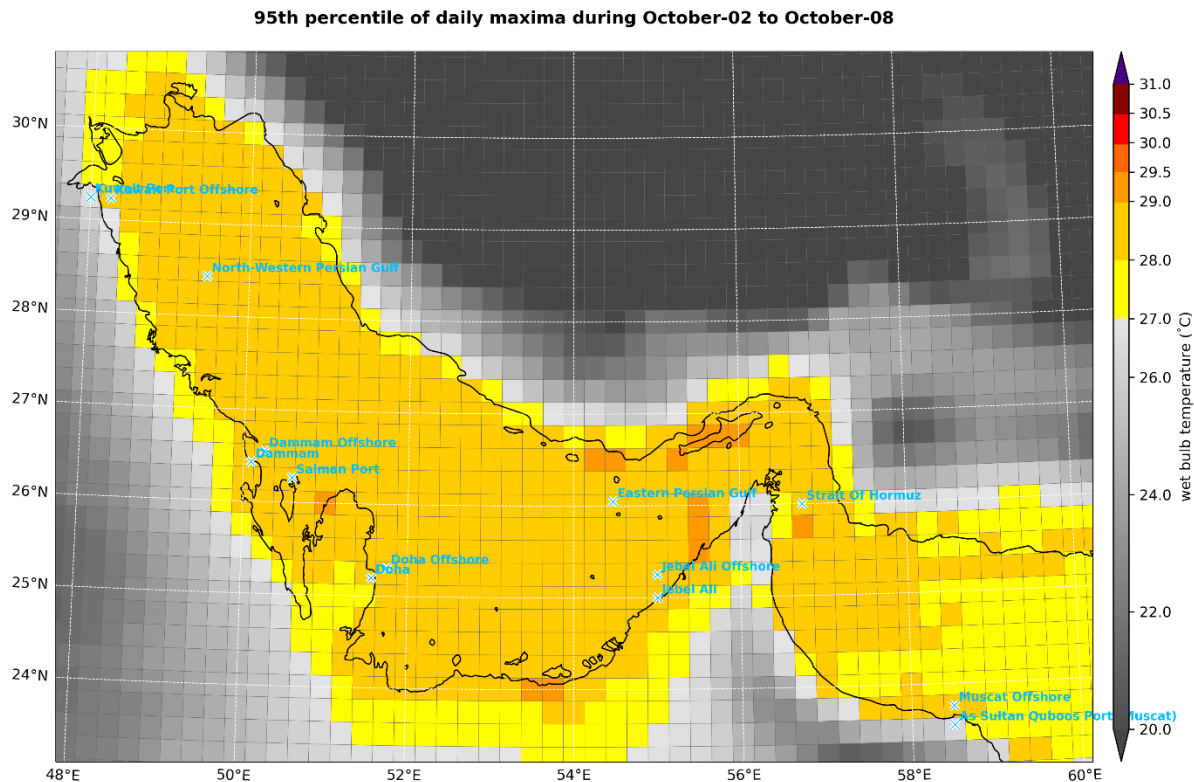 95th percentile of daily maxima during October-02 to October-08
31.0
30°N
30.5
30.0
29.5
Kuwait Port
Kuwait Port Offshore
29°N
29.0
North-Western Persian Gulf
28.0
28°N
27.0
wet bulb temperature (˚C)
26.0
27°N
Dammam Offshore
Dammam
Salman Port
26°N
Eastern Persian Gulf
Strait Of Hormuz
24.0
Doha Offshore
Doha
Jebel Ali Offshore
25°N
Jebel Ali
22.0
24°N
Muscat Offshore
As Sultan Quboos Port (Muscat)
20.0
48°E 50°E 52°E 54°E 56°E 58°E 60°E